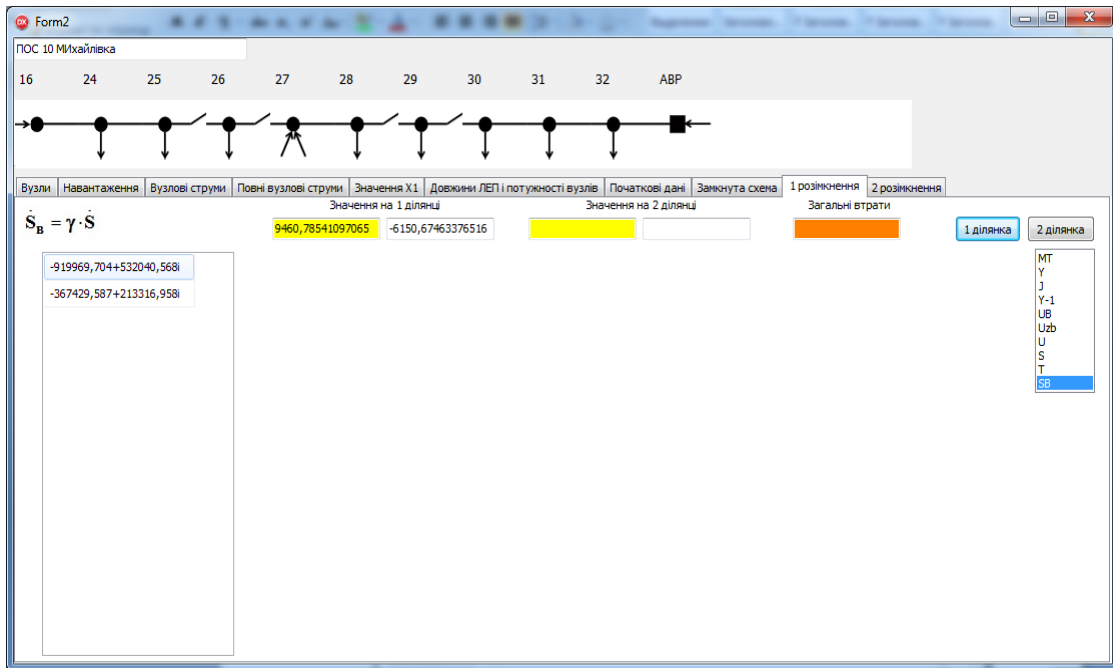 Form2
ПОС 10 МИхайлівка
16 24 25 26 27 28 29 30 31 32 АВР
Вузли Навантаження Вузлові струми Повні вузлові струми Значення X1 Довжини ЛЕП і потужності вузлів Початкові дані Замкнута схема 1 розімкнення 2 розімкнення
Значення на 1 ділянці Значення на 2 ділянці Загальні втрати
S_B = γ · S
9460,78541097065 -6150,67463376516 1 ділянка 2 ділянка
-919969,704+532040,568i
-367429,587+213316,958i
MT
Y
J
Y-1
UB
Uzb
U
S
T
SB